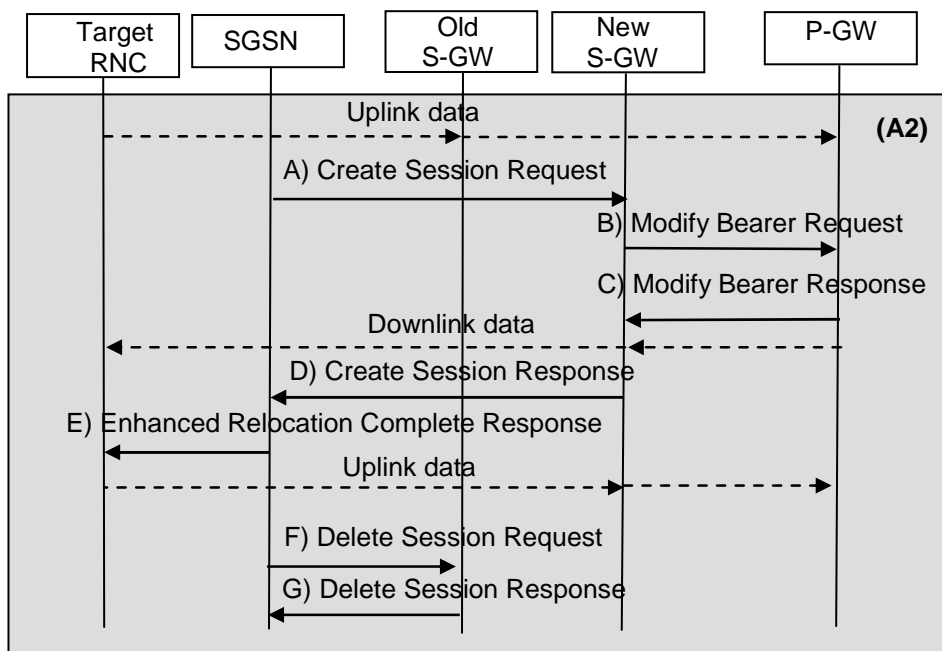 Target
RNC
SGSN
Old
S-GW
New
S-GW
P-GW
(A2)
Uplink data
A) Create Session Request
B) Modify Bearer Request
C) Modify Bearer Response
Downlink data
D) Create Session Response
E) Enhanced Relocation Complete Response
Uplink data
F) Delete Session Request
G) Delete Session Response